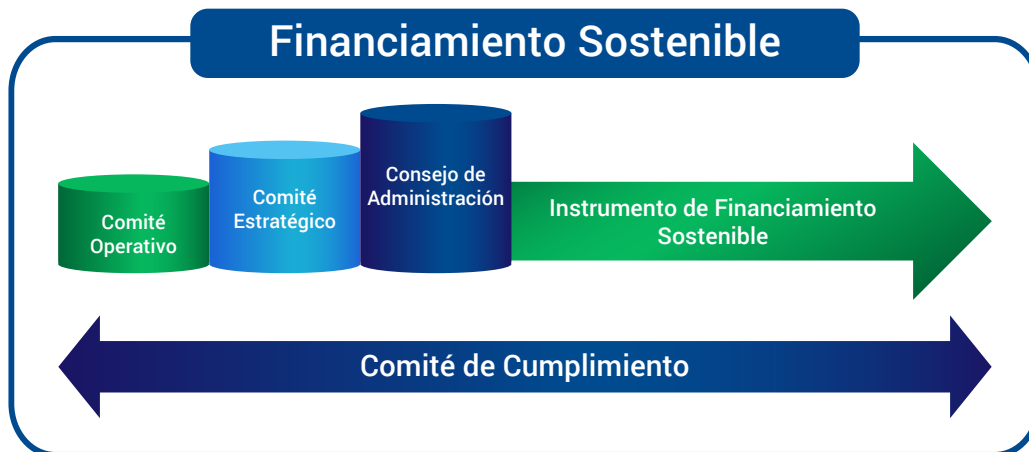 Financiamiento Sostenible
Comité
Operativo
Comité
Estratégico
Consejo de
Administración
Instrumento de Financiamiento
Sostenible
Comité de Cumplimiento